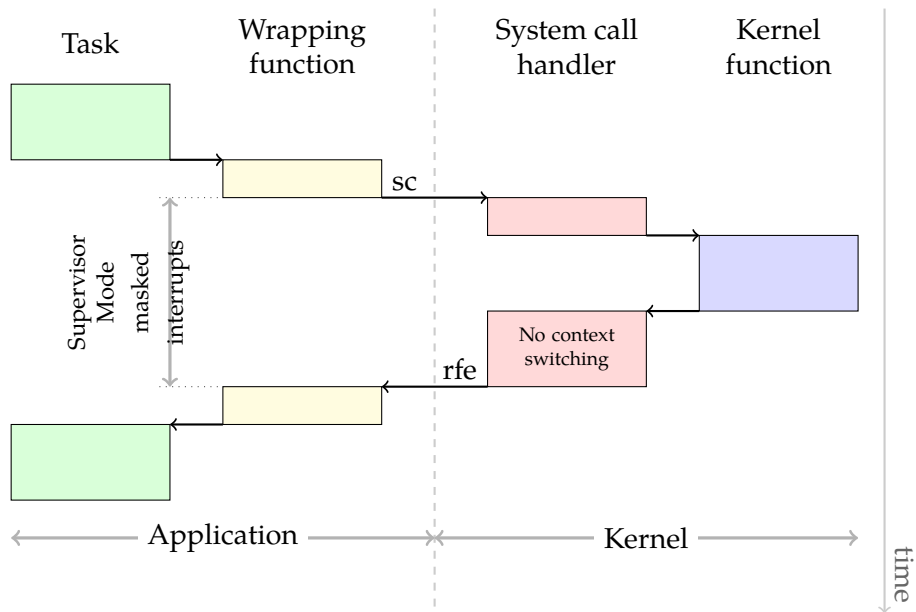 Task
Wrapping
function
System call
handler
Kernel
function
sc
Supervisor
Mode
masked
interrupts
No context
switching
rfe
Application
Kernel
time